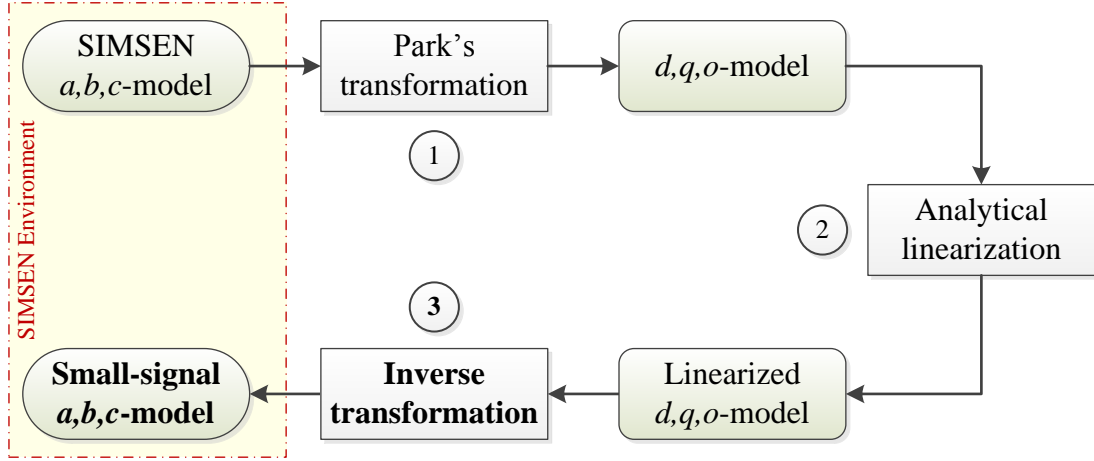 SIMSEN
a,b,c-model
Park's
transformation
d,q,o-model
1
SIMSEN Environment
2
Analytical
linearization
3
Small-signal
a,b,c-model
Inverse
transformation
Linearized
d,q,o-model